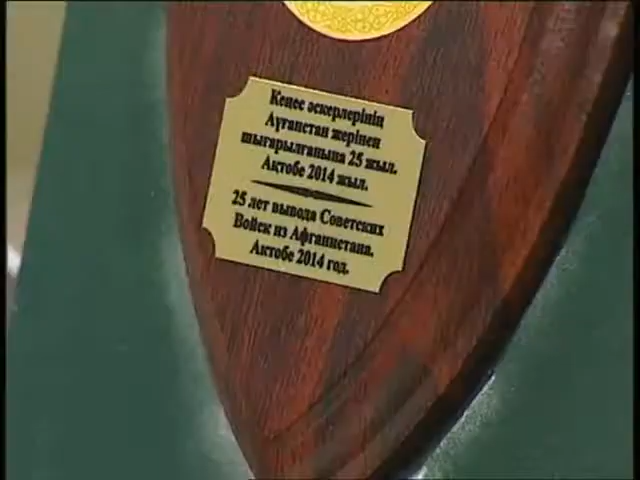 Кеңес әскерлерінің
Ауғанстан жерінен
шығарылғанына 25 жыл.
Ақтөбе 2014 жыл.
25 лет вывода Советских
Войск из Афганистана.
Актобе 2014 год.